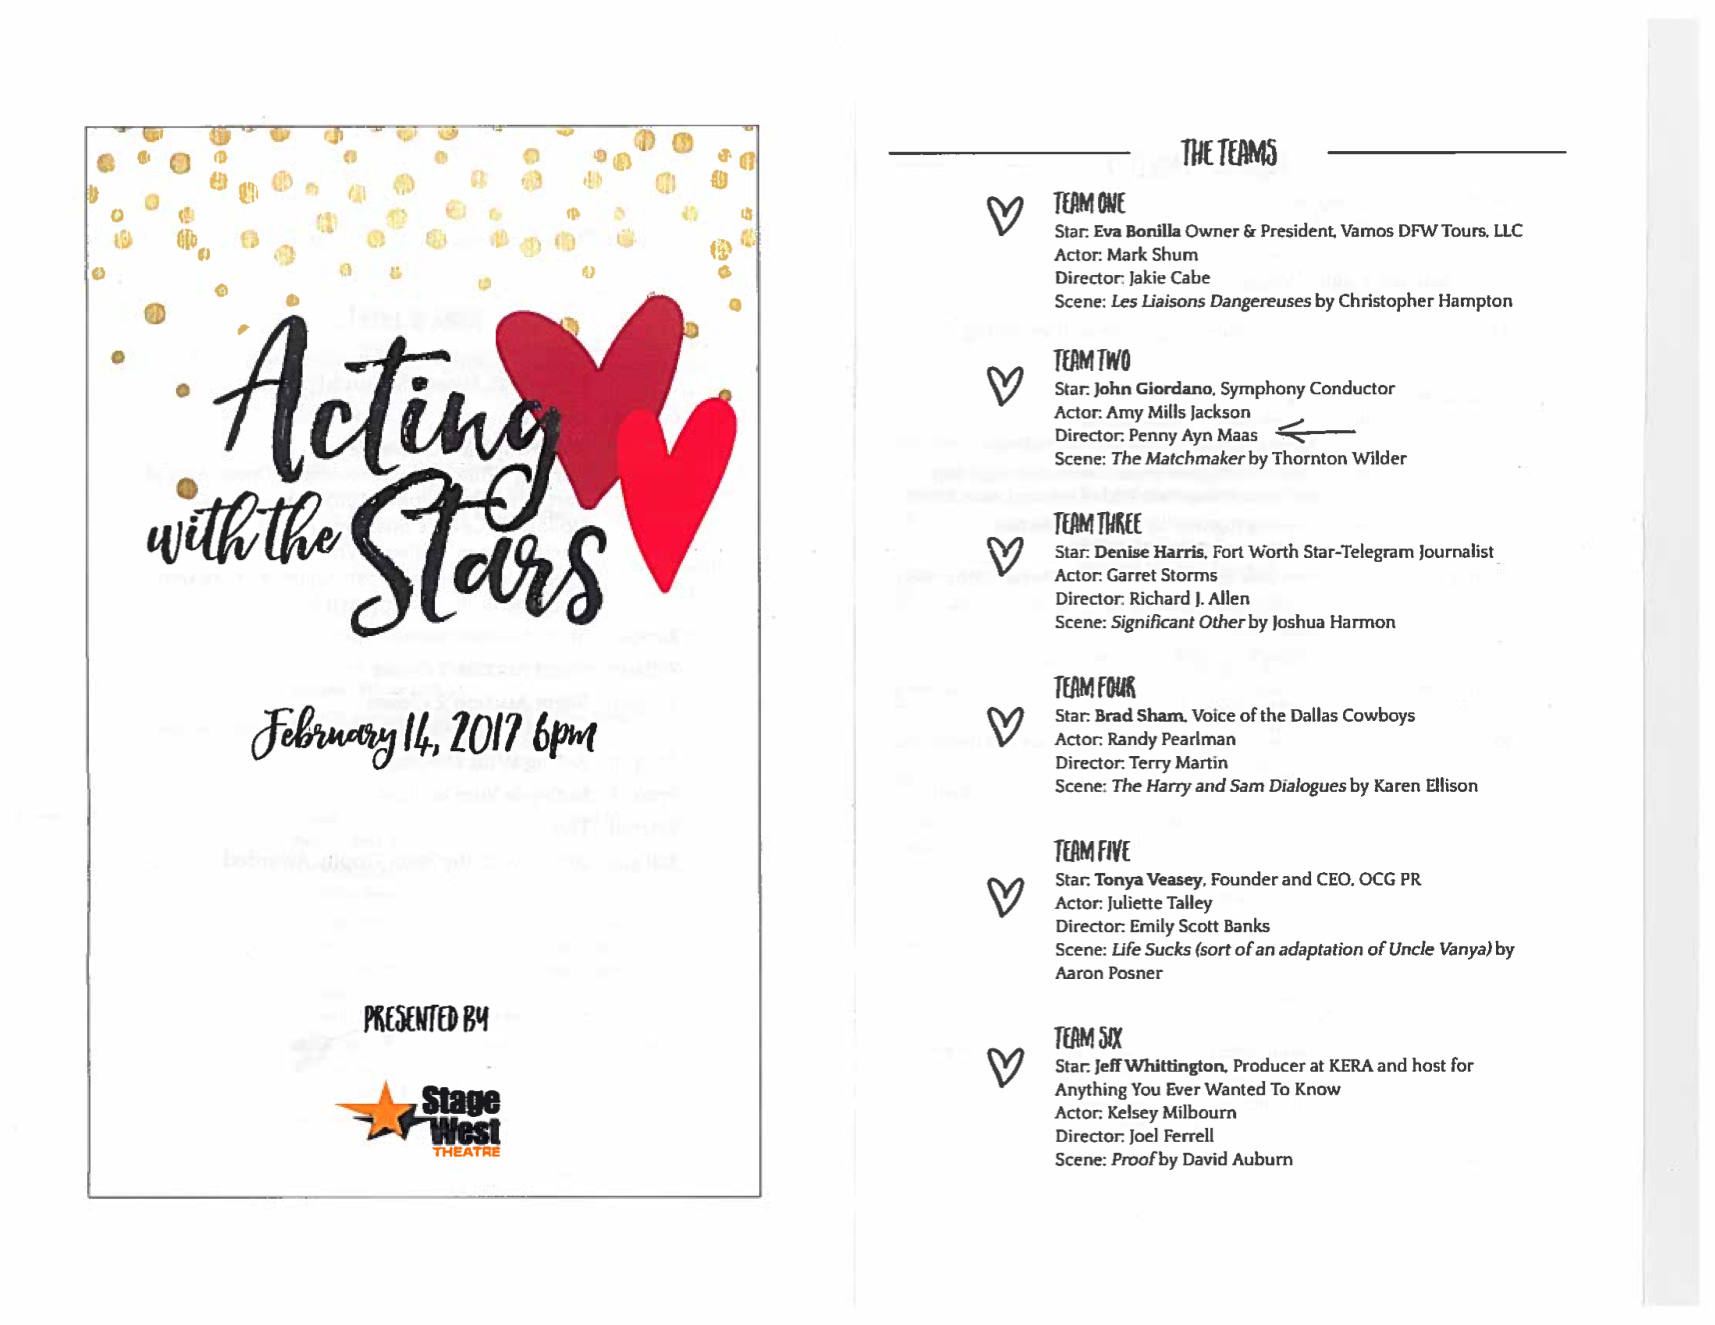 Acting
with the Stars
February 14, 2017 6pm
PRESENTED BY
Stage
West
THEATRE
THE TEAMS
TEAM ONE
Star: Eva Bonilla Owner & President, Vamos DFW Tours, LLC
Actor: Mark Shum
Director: Jakie Cabe
Scene: Les Liaisons Dangereuses by Christopher Hampton
TEAM TWO
Star: John Giordano, Symphony Conductor
Actor: Amy Mills Jackson
Director: Penny Ayn Maas
Scene: The Matchmaker by Thornton Wilder
TEAM THREE
Star: Denise Harris, Fort Worth Star-Telegram Journalist
Actor: Garret Storms
Director: Richard J. Allen
Scene: Significant Other by Joshua Harmon
TEAM FOUR
Star: Brad Sham, Voice of the Dallas Cowboys
Actor: Randy Pearlman
Director: Terry Martin
Scene: The Harry and Sam Dialogues by Karen Ellison
TEAM FIVE
Star: Tonya Veasey, Founder and CEO, OCG PR
Actor: Juliette Talley
Director: Emily Scott Banks
Scene: Life Sucks (sort of an adaptation of Uncle Vanya) by
Aaron Posner
TEAM SIX
Star: Jeff Whittington, Producer at KERA and host for
Anything You Ever Wanted To Know
Actor: Kelsey Milbourn
Director: Joel Ferrell
Scene: Proof by David Auburn